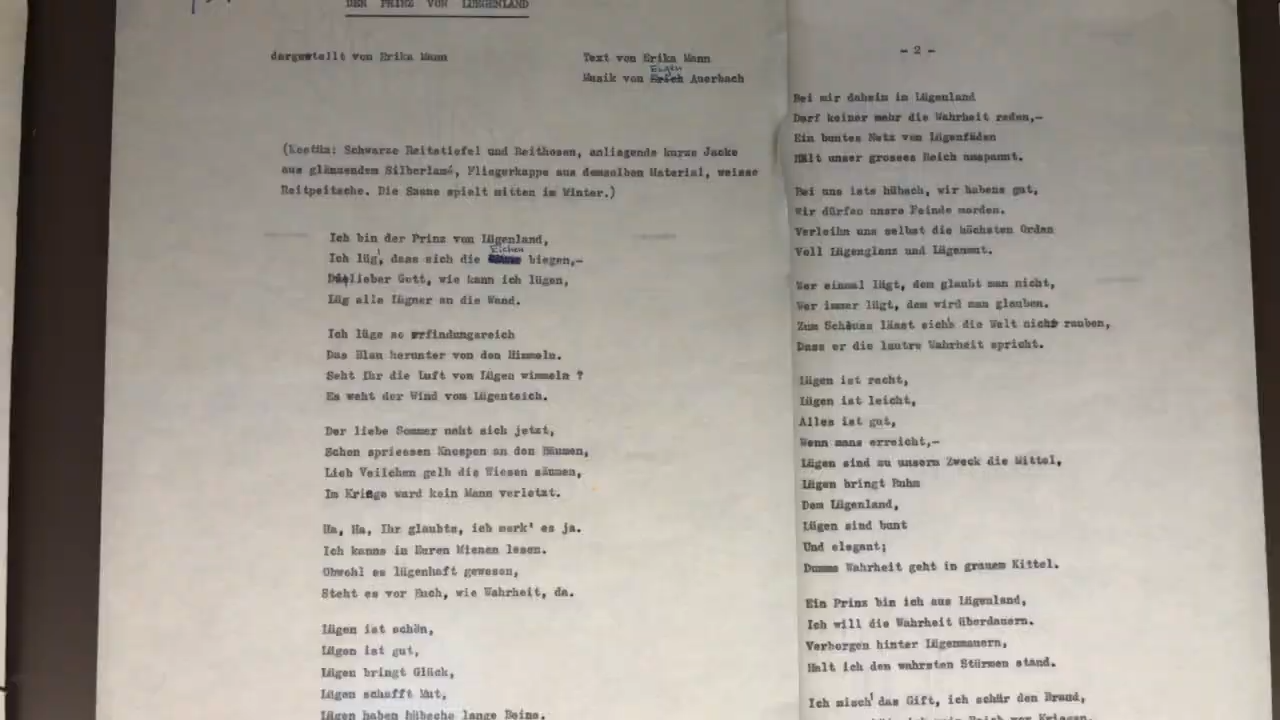 DER PRINZ VON LUEGENLAND
dargestellt von Erika Mann
Text von Erika Mann
Eugen
Musik von Erich Auerbach
(Kostüm: Schwarze Reitstiefel und Reithosen, anliegende kurze Jacke
aus glänzendem Silberlamé, Fliegerkappe aus demselben Material, weisse
Reitpeitsche. Die Szene spielt mitten im Winter.)
Ich bin der Prinz von Lügenland,
Eichen
Ich lüg', dass sich die biegen,-
Du lieber Gott, wie kann ich lügen,
Lüg alle Lügner an die Wand.
Ich lüge so erfindungsreich
Das Blau herunter von den Himmeln.
Seht Ihr die Luft von Lügen wimmeln ?
Es weht der Wind vom Lügenteich.
Der liebe Sommer naht sich jetzt,
Schon spriessen Knospen an den Bäumen,
Lieb Veilchen gelb die Wiesen säumen,
Im Kriege ward kein Mann verletzt.
Ha, Ha, Ihr glaubts, ich merk' es ja.
Ich kanns in Euren Mienen lesen.
Obwohl es lügenhaft gewesen,
Steht es vor Euch, wie Wahrheit, da.
Lügen ist schön,
Lügen ist gut,
Lügen bringt Glück,
Lügen schafft Mut,
Lügen haben hübsche lange Beine.
- 2 -
Bei mir daheim im Lügenland
Darf keiner mehr die Wahrheit reden,-
Ein buntes Netz von Lügenfäden
Hält unser grosses Reich umspannt.
Bei uns ists hübsch, wir habens gut,
Wir dürfen unsre Feinde morden.
Verleihn uns selbst die höchsten Orden
Voll Lügenglanz und Lügenmut.
Wer einmal lügt, dem glaubt man nicht,
Wer immer lügt, dem wird man glauben.
Zum Schluss lässt sich's die Welt nicht rauben,
Dass er die lautre Wahrheit spricht.
Lügen ist recht,
Lügen ist leicht,
Alles ist gut,
Wenn mans erreicht,-
Lügen sind zu unserm Zweck die Mittel,
Lügen bringt Ruhm
Dem Lügenland,
Lügen sind bunt
Und elegant;
Dumme Wahrheit geht in grauem Kittel.
Ein Prinz bin ich aus Lügenland,
Ich will die Wahrheit überdauern.
Verborgen hinter Lügenmauern,
Halt ich den wahrsten Stürmen stand.
Ich misch' das Gift, ich schür den Brand,